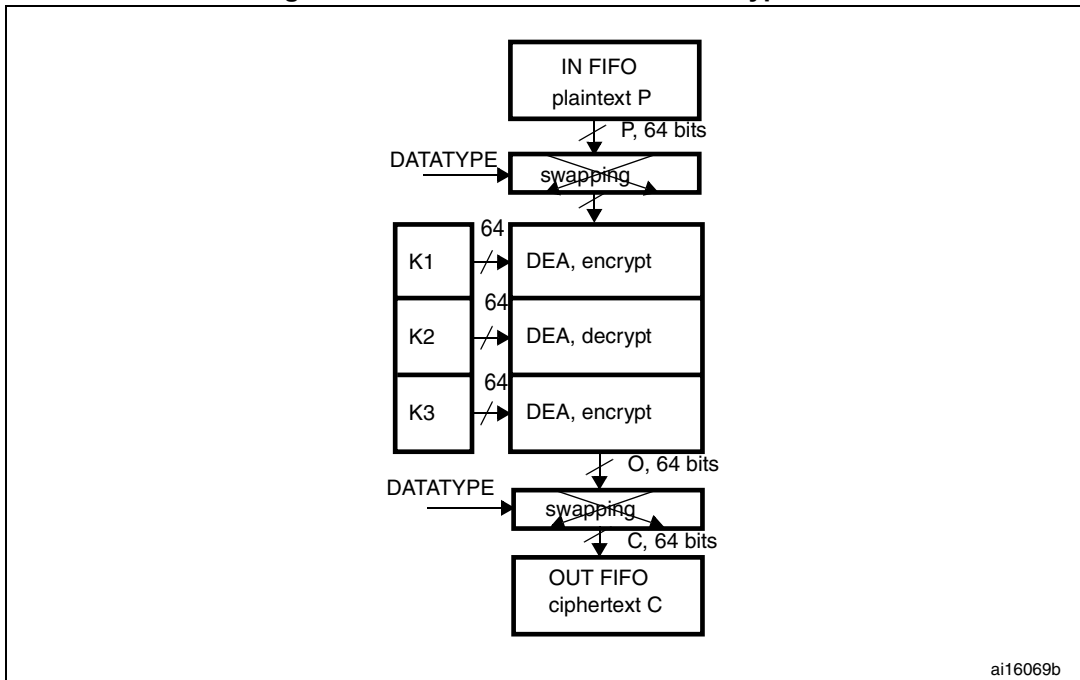 IN FIFO
plaintext P
P, 64 bits
DATATYPE
swapping
64
K1
DEA, encrypt
64
K2
DEA, decrypt
64
K3
DEA, encrypt
O, 64 bits
DATATYPE
swapping
C, 64 bits
OUT FIFO
ciphertext C
ai16069b